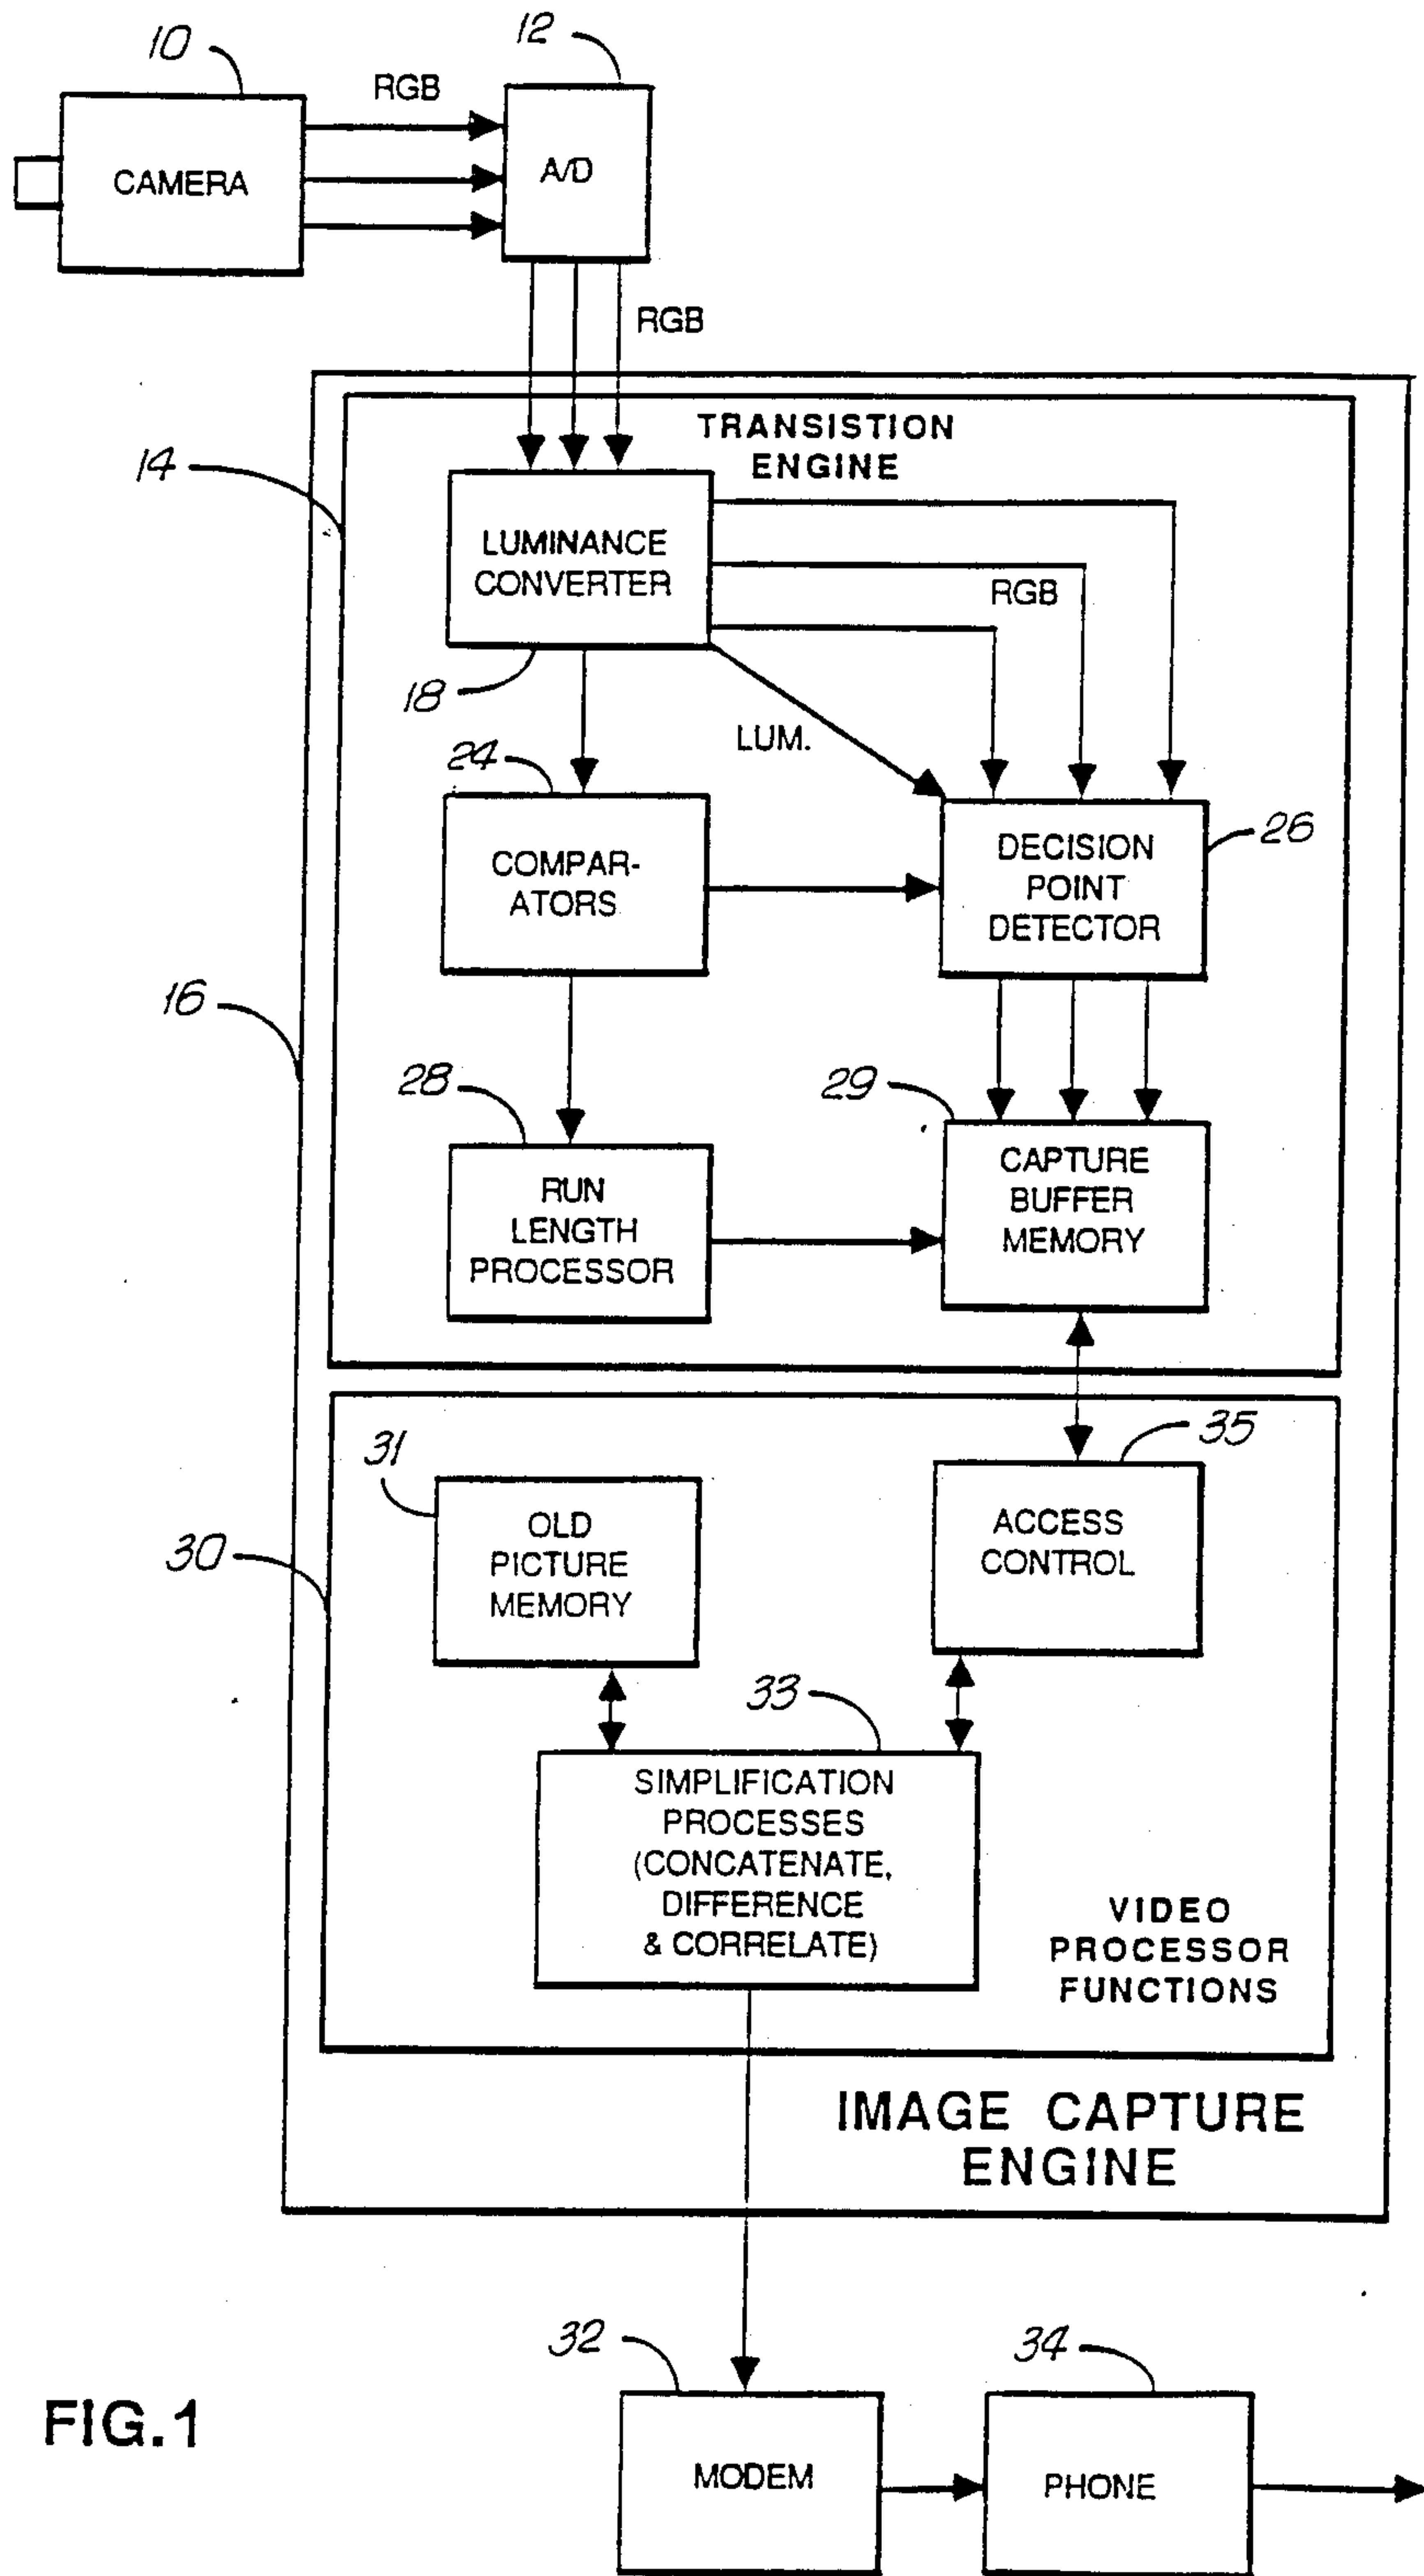 10
12
RGB
CAMERA
A/D
RGB
TRANSISTION
ENGINE
14
LUMINANCE
CONVERTER
RGB
18
LUM.
24
COMPAR-
ATORS
DECISION
POINT
DETECTOR
26
16
28
29
RUN
LENGTH
PROCESSOR
CAPTURE
BUFFER
MEMORY
31
35
OLD
PICTURE
MEMORY
ACCESS
CONTROL
30
33
SIMPLIFICATION
PROCESSES
(CONCATENATE,
DIFFERENCE
& CORRELATE)
VIDEO
PROCESSOR
FUNCTIONS
IMAGE CAPTURE
ENGINE
32
34
FIG.1
MODEM
PHONE